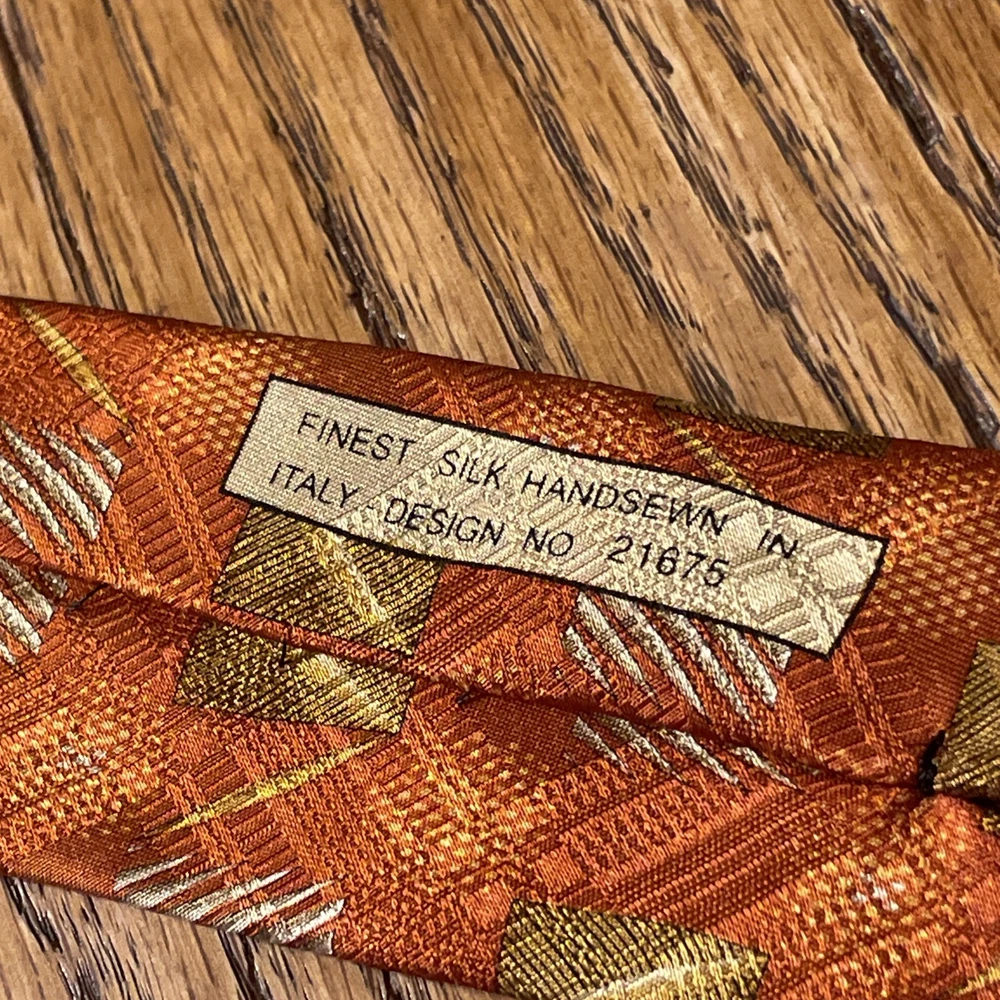 FINEST SILK HANDSEWN IN
ITALY DESIGN NO 21675